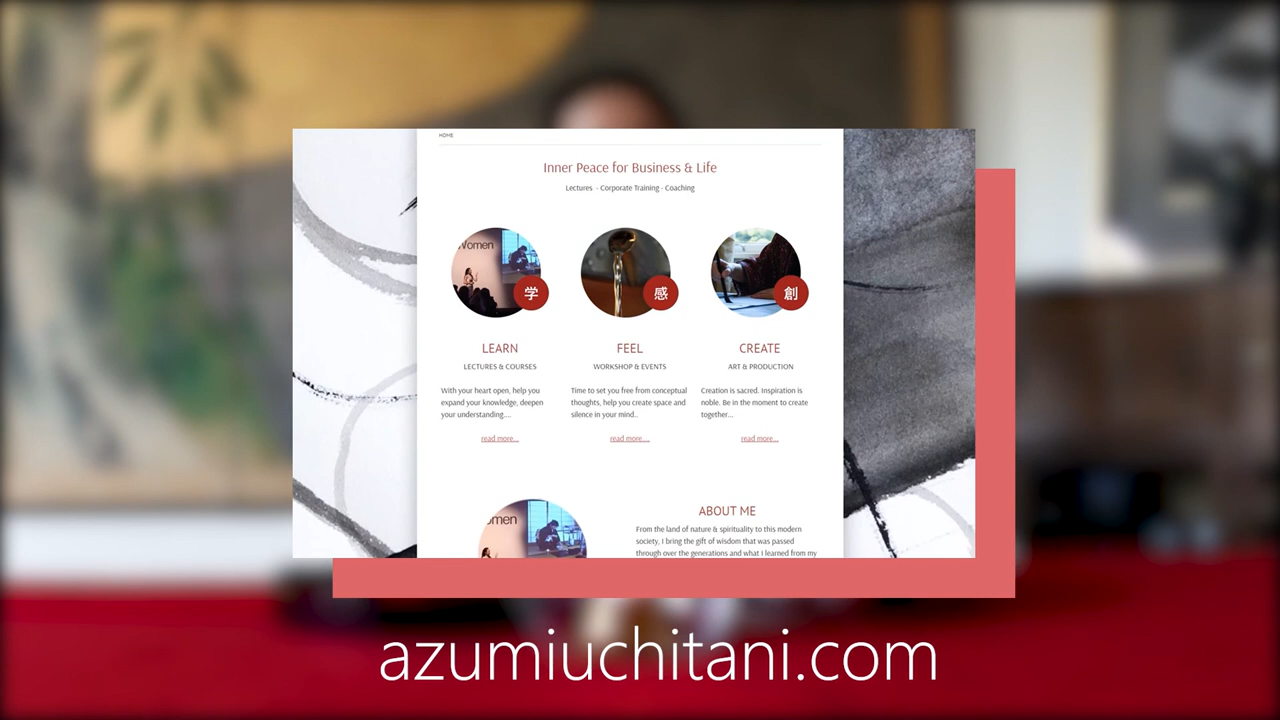 HOME
Inner Peace for Business & Life
Lectures - Corporate Training - Coaching
Women
学
感
創
LEARN
FEEL
CREATE
LECTURES & COURSES
WORKSHOP & EVENTS
ART & PRODUCTION
With your heart open, help you
expand your knowledge, deepen
your understanding....
Time to set you free from conceptual
thoughts, help you create space and
silence in your mind..
Creation is sacred. Inspiration is
noble. Be in the moment to create
together...
read more...
read more....
read more...
omen
ABOUT ME
From the land of nature & spirituality to this modern
society, I bring the gift of wisdom that was passed
through over the generations and what I learned from my
azumiuchitani.com